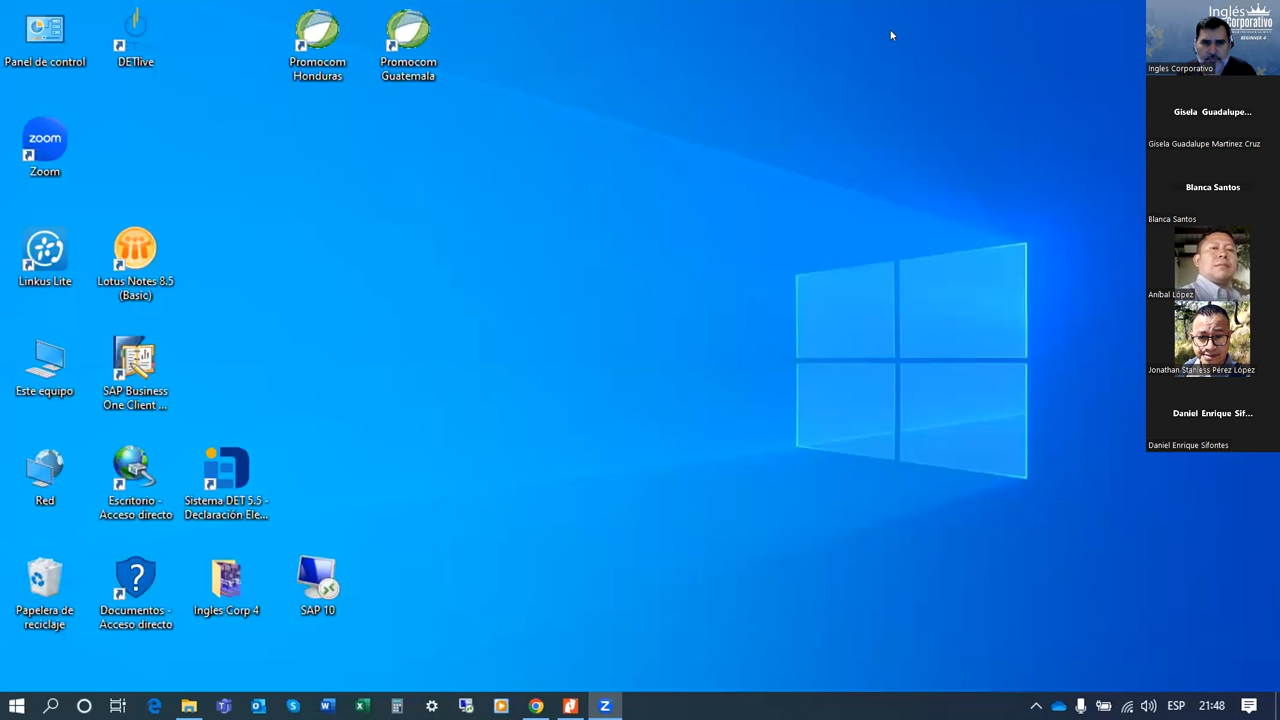 Panel de control
DETlive
Promocom
Honduras
Promocom
Guatemala
zoom
Zoom
Linkus Lite
Lotus Notes 8.5
(Basic)
Este equipo
SAP Business
One Client ...
Red
Escritorio -
Acceso directo
Sistema DET 5.5 -
Declaración Ele...
Papelera de
reciclaje
Documentos -
Acceso directo
Ingles Corp 4
SAP 10
Inglés
Corporativo
BEGINNER 4
Ingles Corporativo
Gisela Guadalupe...
Gisela Guadalupe Martinez Cruz
Blanca Santos
Blanca Santos
Aníbal López
Jonathan Stanless Pérez López
Daniel Enrique Sif...
Daniel Enrique Sifontes
ESP
21:48